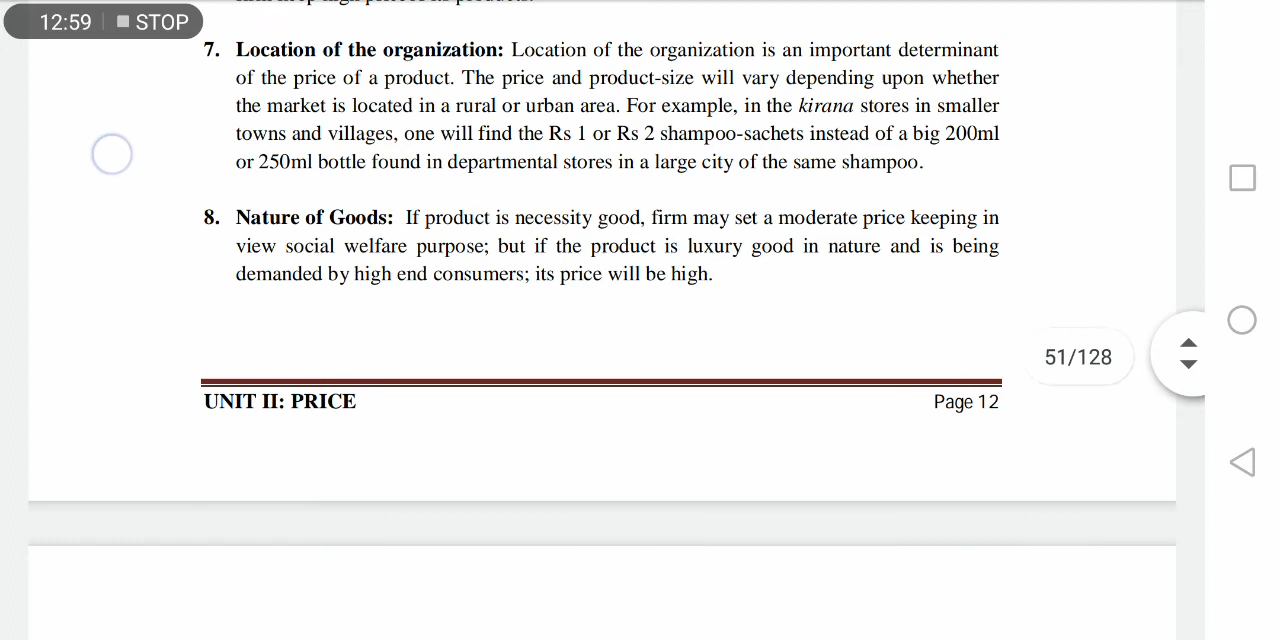 12:59 STOP
7. Location of the organization: Location of the organization is an important determinant
of the price of a product. The price and product-size will vary depending upon whether
the market is located in a rural or urban area. For example, in the kirana stores in smaller
towns and villages, one will find the Rs 1 or Rs 2 shampoo-sachets instead of a big 200ml
or 250ml bottle found in departmental stores in a large city of the same shampoo.
8. Nature of Goods: If product is necessity good, firm may set a moderate price keeping in
view social welfare purpose; but if the product is luxury good in nature and is being
demanded by high end consumers; its price will be high.
51/128
UNIT II: PRICE Page 12